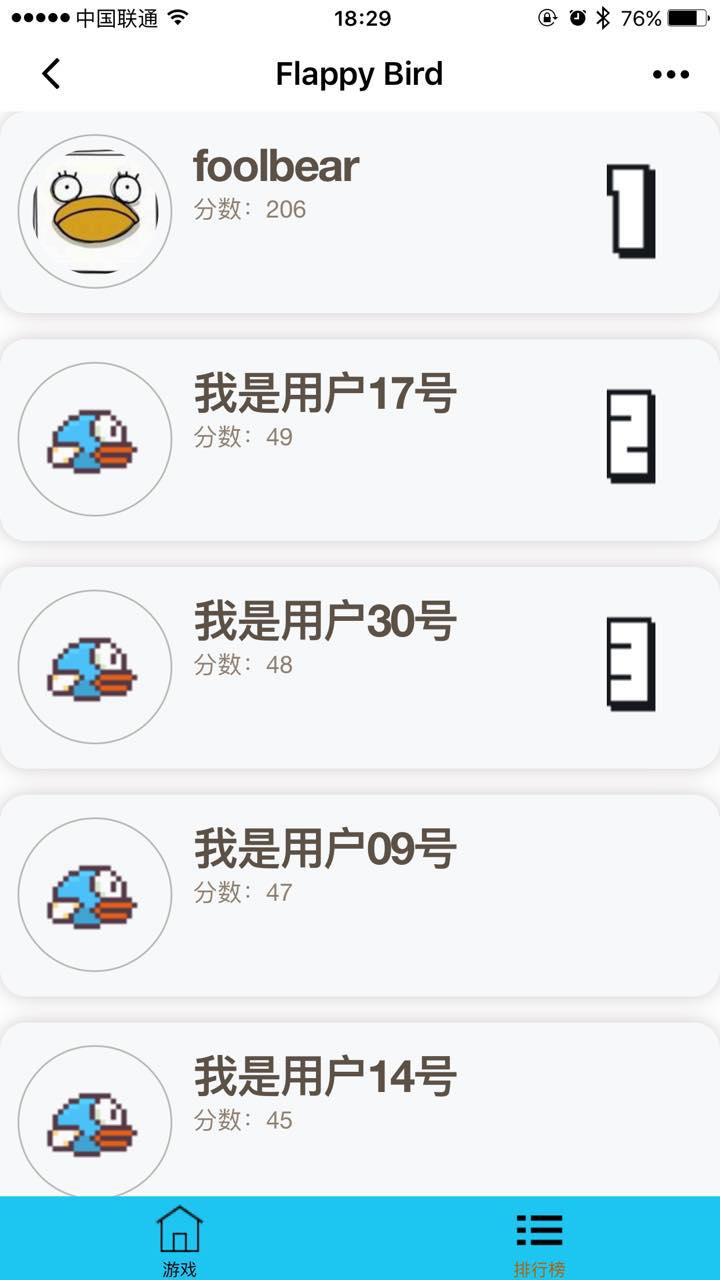 中国联通
18:29
76%
Flappy Bird
foolbear
分数：206
1
我是用户17号
分数：49
2
我是用户30号
分数：48
3
我是用户09号
分数：47
我是用户14号
分数：45
游戏
排行榜